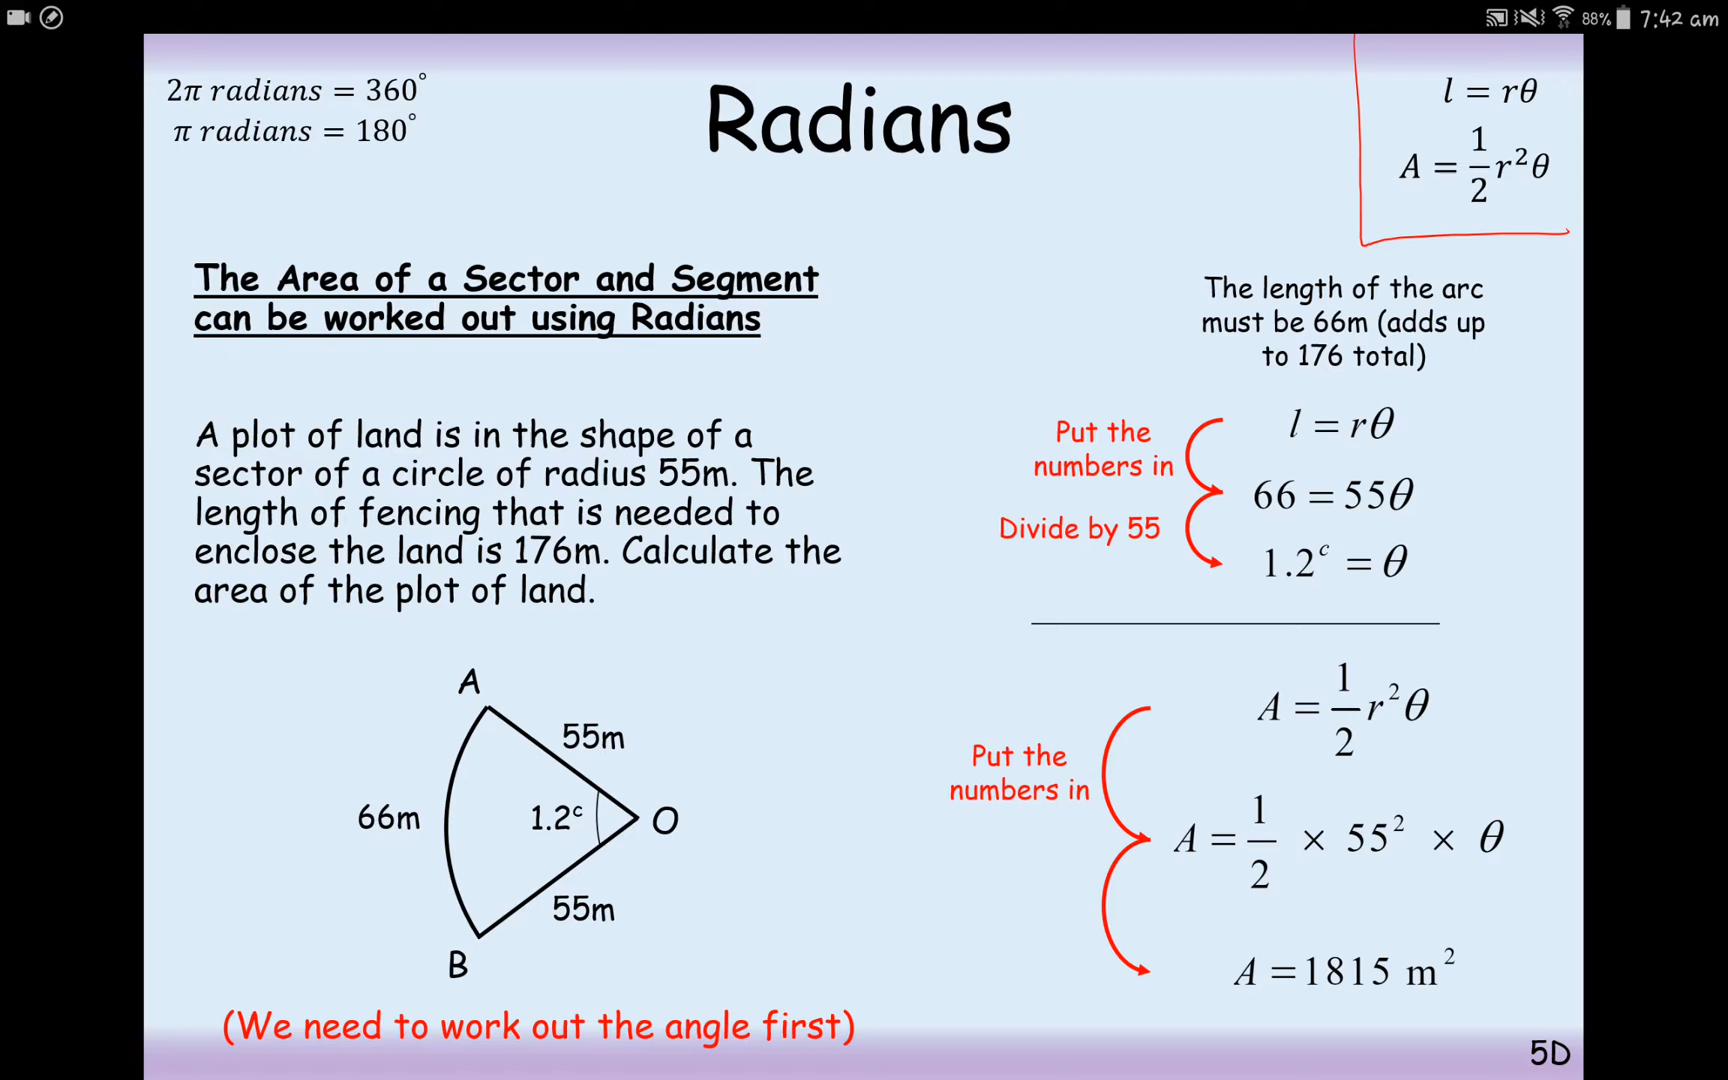 88% 7:42 am
2π radians = 360°
π radians = 180°
Radians
l = rθ
A = 1/2 r²θ
The Area of a Sector and Segment
can be worked out using Radians
A plot of land is in the shape of a
sector of a circle of radius 55m. The
length of fencing that is needed to
enclose the land is 176m. Calculate the
area of the plot of land.
A
55m
66m
1.2ᶜ
O
55m
B
(We need to work out the angle first)
The length of the arc
must be 66m (adds up
to 176 total)
Put the
numbers in
l = rθ
66 = 55θ
Divide by 55
1.2ᶜ = θ
A = 1/2 r²θ
Put the
numbers in
A = 1/2 × 55² × θ
A = 1815 m²
5D